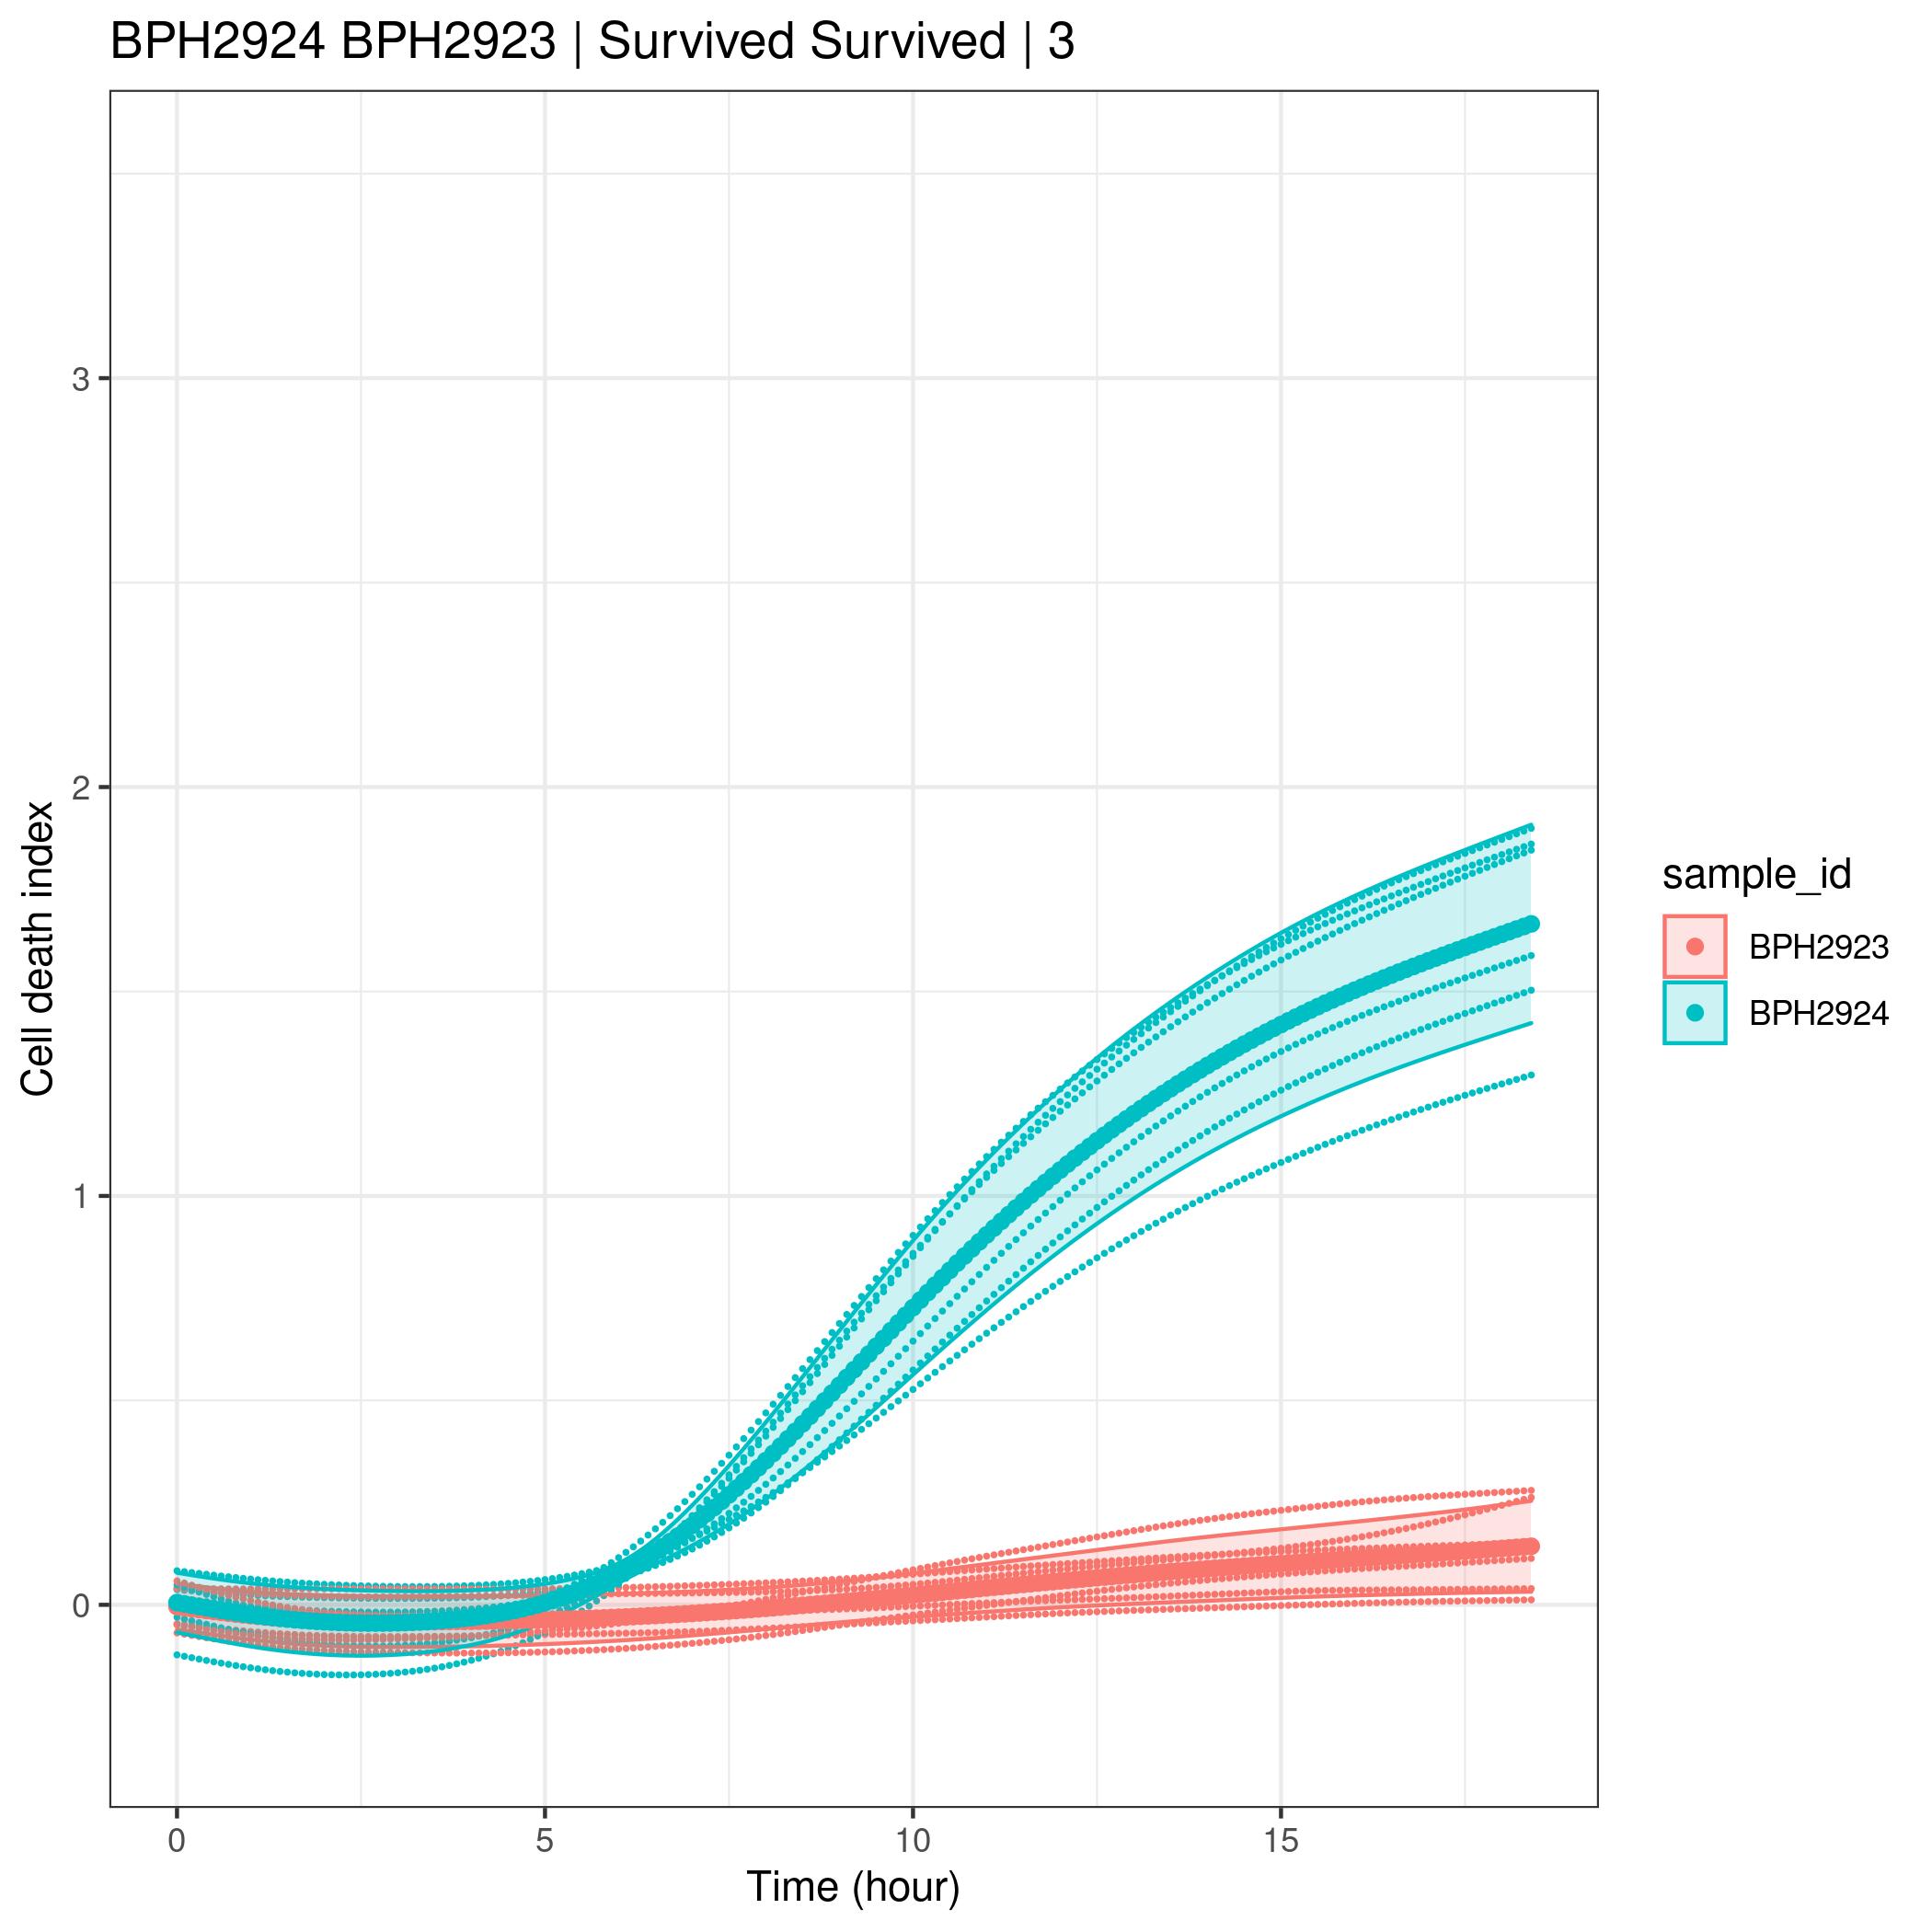 BPH2924 BPH2923 | Survived Survived | 3
3
2
1
0
Cell death index
0 5 10 15
Time (hour)
sample_id
BPH2923
BPH2924